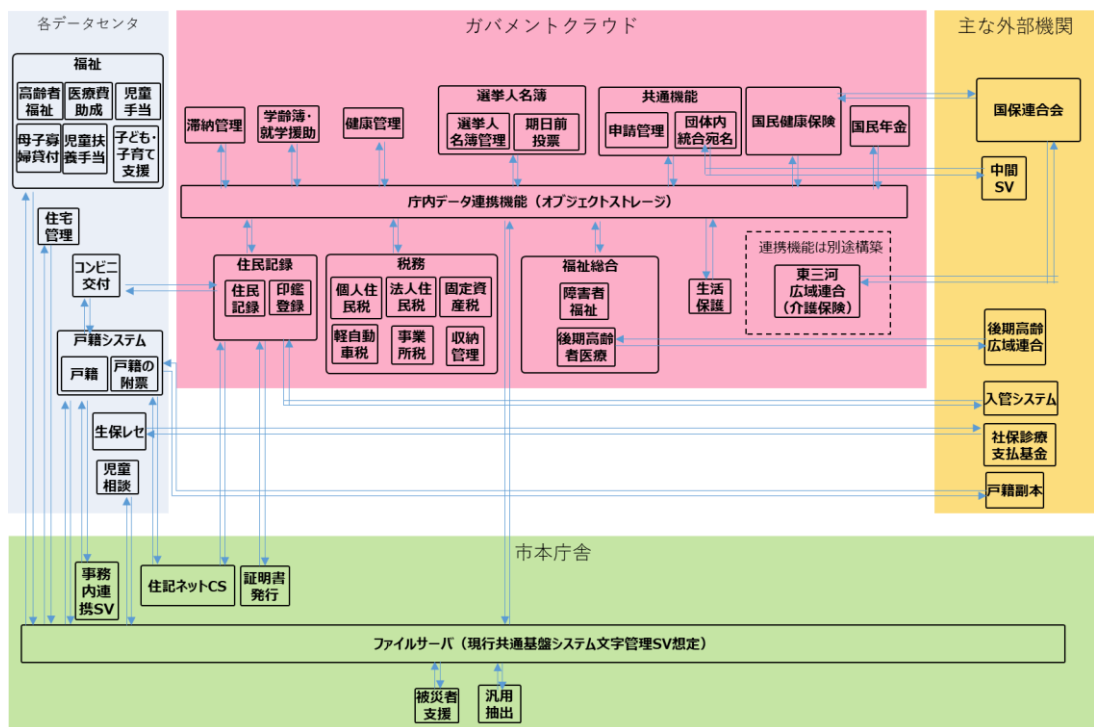 各データセンタ
福祉
高齢者
福祉
医療費
助成
児童
手当
母子寡
婦貸付
児童扶
養手当
子ども・
子育て
支援
住宅
管理
コンビニ
交付
戸籍システム
戸籍
戸籍の
附票
生保レセ
児童
相談
ガバメントクラウド
滞納管理
学齢簿・
就学援助
健康管理
選挙人名簿
選挙人
名簿管理
期日前
投票
共通機能
申請管理
団体内
統合宛名
国民健康保険
国民年金
庁内データ連携機能（オブジェクトストレージ）
住民記録
住民
記録
印鑑
登録
税務
個人住
民税
法人住
民税
固定資
産税
軽自動
車税
事業
所税
収納
管理
福祉総合
障害者
福祉
後期高齢
者医療
生活
保護
連携機能は別途構築
東三河
広域連合
（介護保険）
主な外部機関
国保連合会
中間
SV
後期高齢
広域連合
入管システム
社保診療
支払基金
戸籍副本
市本庁舎
事務
内連
携SV
住記ネットCS
証明書
発行
ファイルサーバ（現行共通基盤システム文字管理SV想定）
被災者
支援
汎用
抽出